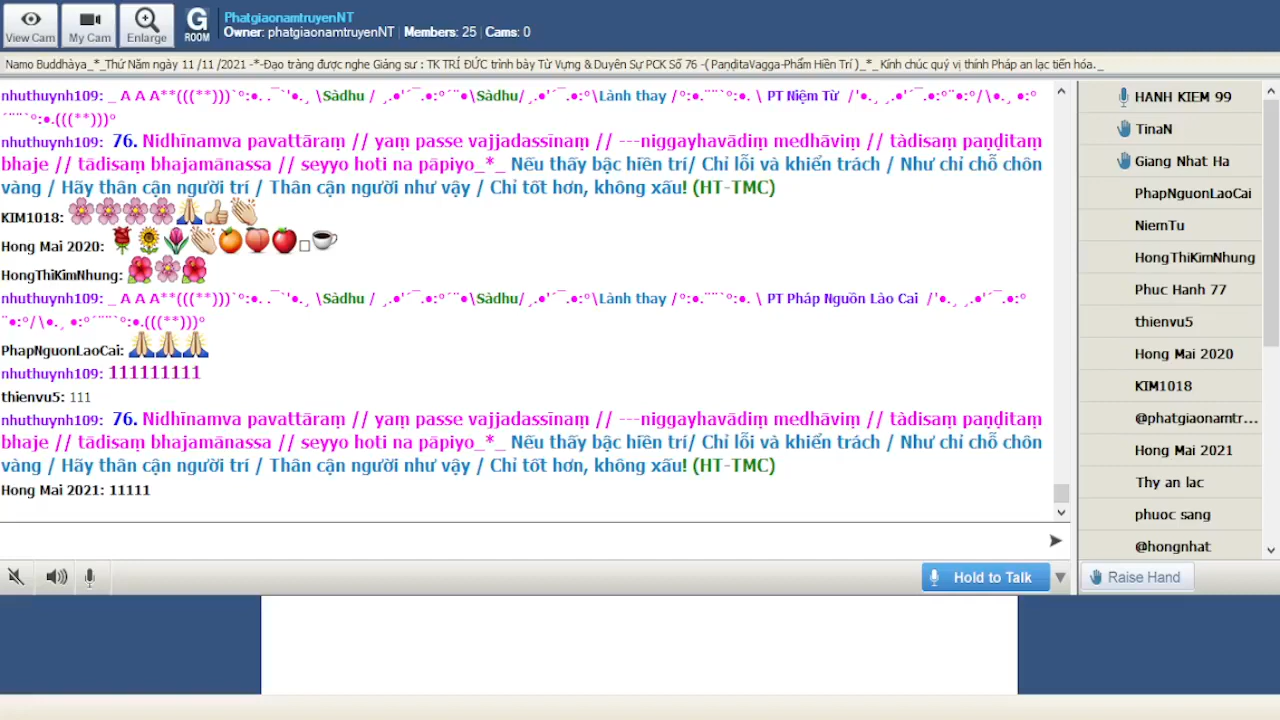 View Cam
My Cam
Enlarge
G
ROOM
PhatgiaonamtruyenNT
Owner: phatgiaonamtruyenNT | Members: 25 | Cams: 0
Namo Buddhàya_*_Thứ Năm ngày 11 /11 /2021 -*-Đạo tràng được nghe Giảng sư : TK TRÍ ĐỨC trình bày Từ Vựng & Duyên Sự PCK Số 76 -( PaṇḍitaVagga-Phẩm Hiền Trí )_*_ Kính chúc quý vị thính Pháp an lạc tiến hóa._
nhuthuynh109: _ A A A**(((**)))`°:•. .¯`'•.¸ \Sàdhu / ¸.•'´¯.•:°´¨•\Sàdhu/¸.•'´¯.•:°\Lành thay /°:•.¨¨`°:•. \ PT Niệm Từ /'•.¸ ¸.•'´¯.•:°¨•:°/\•.¸ •:°
´¨¨`°:•.(((**)))°
nhuthuynh109: 76. Nidhīnamva pavattāraṃ // yaṃ passe vajjadassīnaṃ // ---niggayhavādiṃ medhāviṃ // tàdisaṃ paṇḍitaṃ
bhaje // tādisaṃ bhajamānassa // seyyo hoti na pāpiyo_*_ Nếu thấy bậc hiền trí/ Chỉ lỗi và khiển trách / Như chỉ chỗ chôn
vàng / Hãy thân cận người trí / Thân cận người như vậy / Chỉ tốt hơn, không xấu! (HT-TMC)
KIM1018: 🌸🌸🌸🌸🙏👍👏
Hong Mai 2020: 🌹🌻🌷👏🍊🍑🍎□☕
HongThiKimNhung: 🌺🌸🌺
nhuthuynh109: _ A A A**(((**)))`°:•. .¯`'•.¸ \Sàdhu / ¸.•'´¯.•:°´¨•\Sàdhu/¸.•'´¯.•:°\Lành thay /°:•.¨¨`°:•. \ PT Pháp Nguồn Lào Cai /'•.¸ ¸.•'´¯.•:°
¨•:°/\•.¸ •:°´¨¨`°:•.(((**)))°
PhapNguonLaoCai: 🙏🙏🙏
nhuthuynh109: 111111111
thienvu5: 111
nhuthuynh109: 76. Nidhīnamva pavattāraṃ // yaṃ passe vajjadassīnaṃ // ---niggayhavādiṃ medhāviṃ // tàdisaṃ paṇḍitaṃ
bhaje // tādisaṃ bhajamānassa // seyyo hoti na pāpiyo_*_ Nếu thấy bậc hiền trí/ Chỉ lỗi và khiển trách / Như chỉ chỗ chôn
vàng / Hãy thân cận người trí / Thân cận người như vậy / Chỉ tốt hơn, không xấu! (HT-TMC)
Hong Mai 2021: 11111
Hold to Talk
HANH KIEM 99
TinaN
Giang Nhat Ha
PhapNguonLaoCai
NiemTu
HongThiKimNhung
Phuc Hanh 77
thienvu5
Hong Mai 2020
KIM1018
@phatgiaonamtr...
Hong Mai 2021
Thy an lac
phuoc sang
@hongnhat
Raise Hand